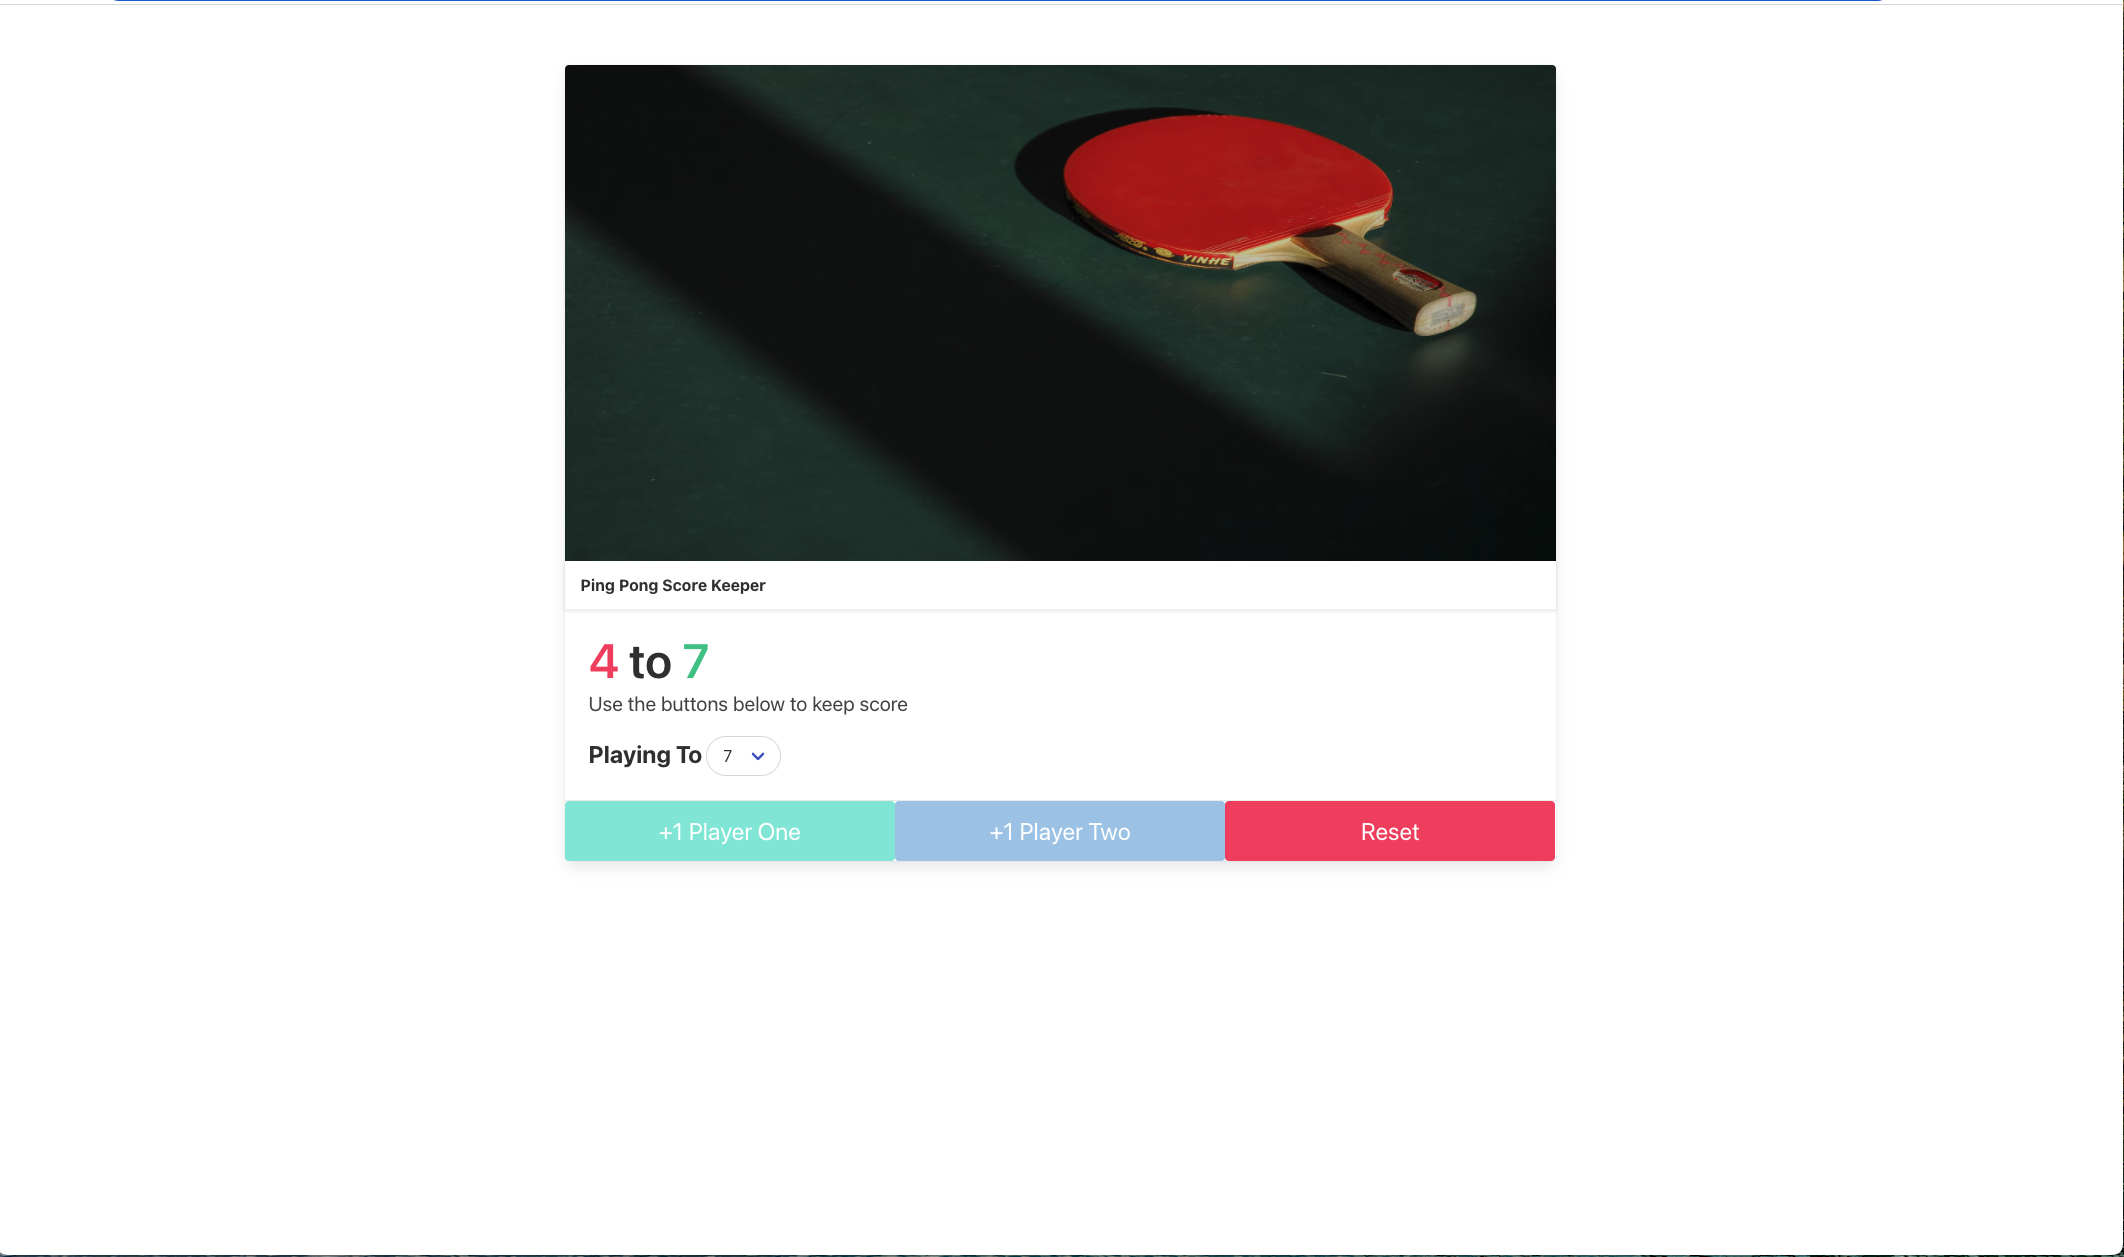 YINHE
Ping Pong Score Keeper
4 to 7
Use the buttons below to keep score
Playing To 7
+1 Player One
+1 Player Two
Reset